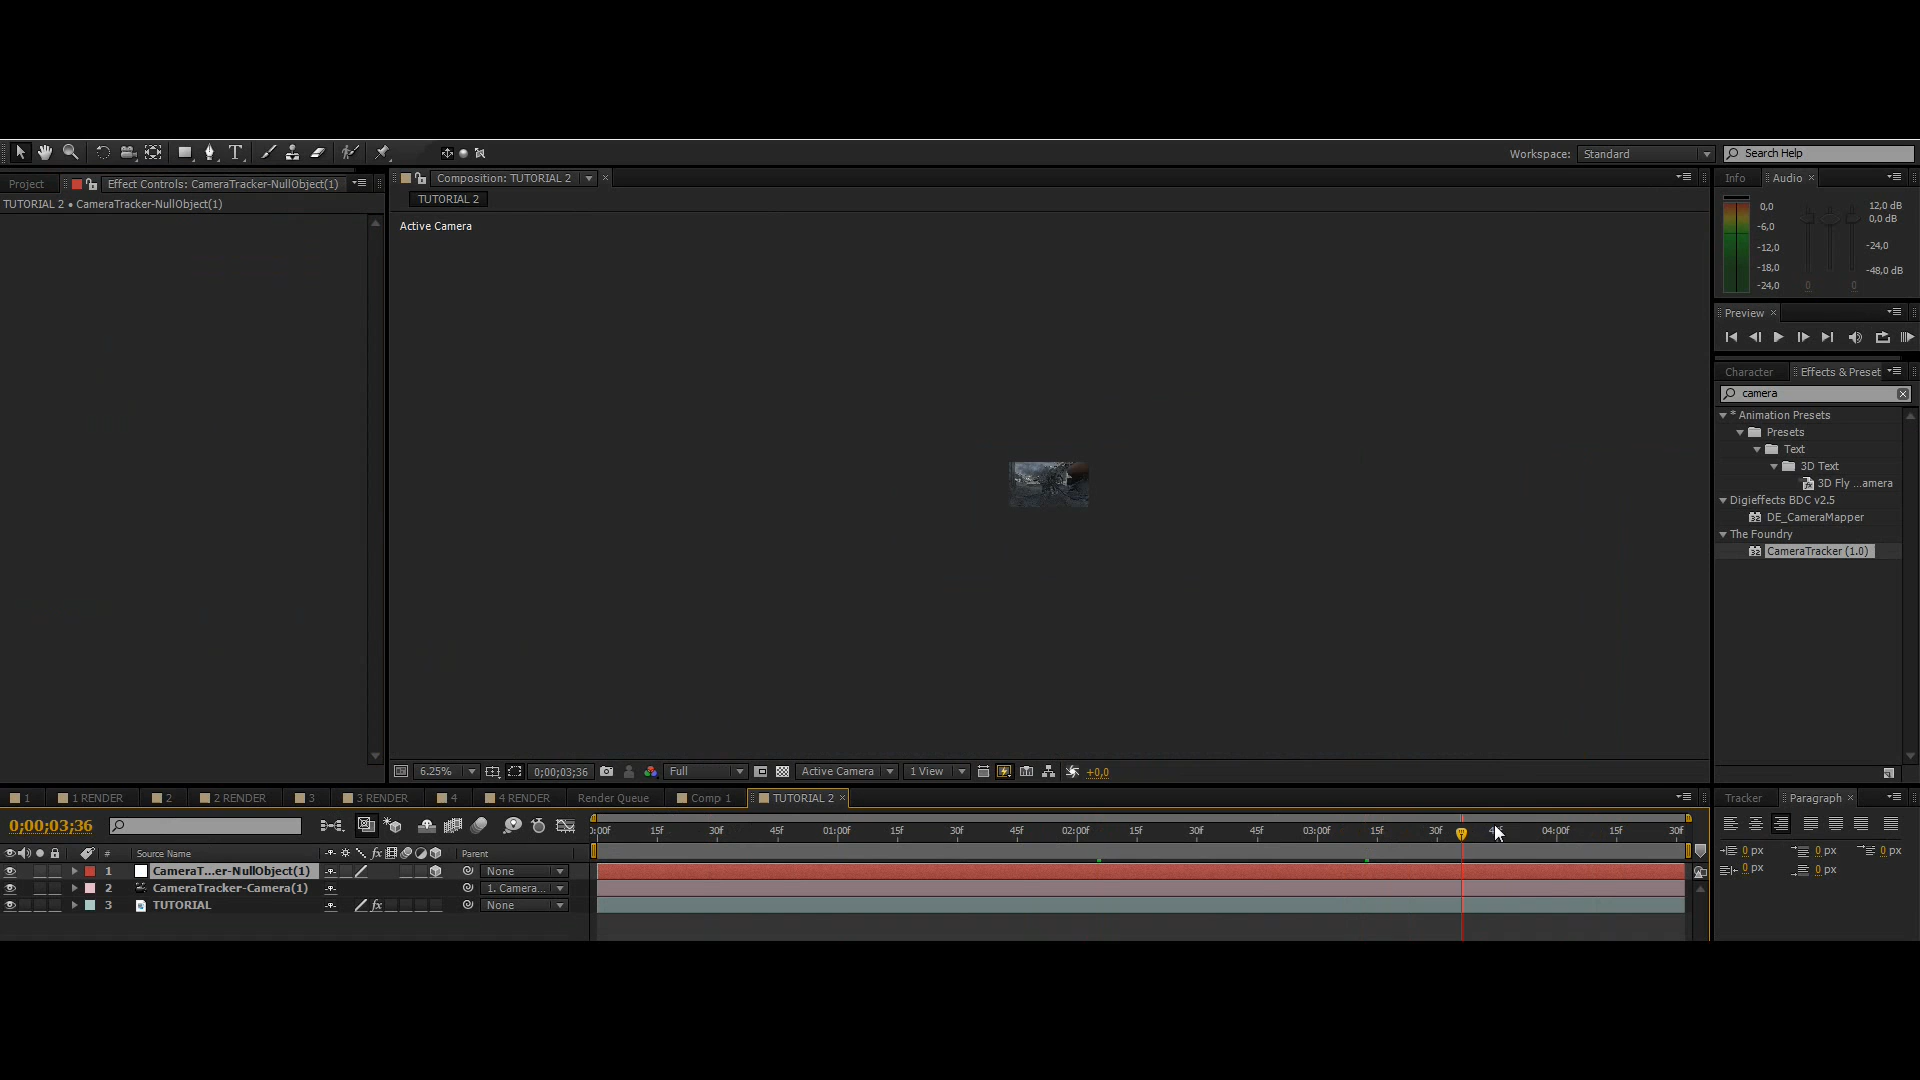 Workspace: Standard Search Help
Project Effect Controls: CameraTracker-NullObject(1)
TUTORIAL 2 • CameraTracker-NullObject(1)
Composition: TUTORIAL 2
TUTORIAL 2
Active Camera
Info Audio
0,0 12,0 dB
0,0 dB
-6,0
-12,0 -24,0
-18,0
-48,0 dB
-24,0 0 0
Preview
Character Effects & Preset
camera
* Animation Presets
Presets
Text
3D Text
3D Fly ...amera
Digieffects BDC v2.5
DE_CameraMapper
The Foundry
CameraTracker (1.0)
6.25% 0;00;03;36 Full Active Camera 1 View +0,0
1 1 RENDER 2 2 RENDER 3 3 RENDER 4 4 RENDER Render Queue Comp 1 TUTORIAL 2
Tracker Paragraph
0;00;03;36
0:00f 15f 30f 45f 01:00f 15f 30f 45f 02:00f 15f 30f 45f 03:00f 15f 30f 04:00f 15f 30f
# Source Name fx Parent
1 CameraT...er-NullObject(1) None
2 CameraTracker-Camera(1) 1. Camera...
3 TUTORIAL fx None
0 px 0 px 0 px
0 px 0 px